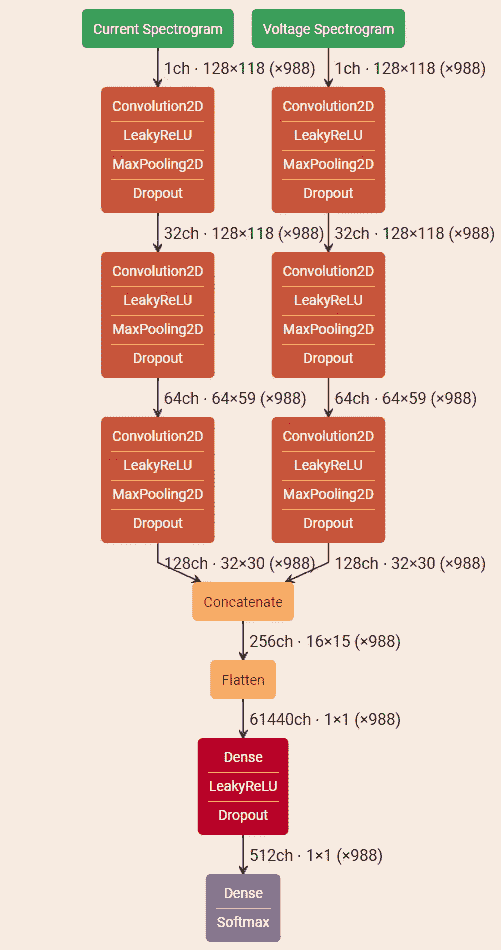 Current Spectrogram Voltage Spectrogram
1ch · 128×118 (×988) 1ch · 128×118 (×988)
Convolution2D Convolution2D
LeakyReLU LeakyReLU
MaxPooling2D MaxPooling2D
Dropout Dropout
32ch · 128×118 (×988) 32ch · 128×118 (×988)
Convolution2D Convolution2D
LeakyReLU LeakyReLU
MaxPooling2D MaxPooling2D
Dropout Dropout
64ch · 64×59 (×988) 64ch · 64×59 (×988)
Convolution2D Convolution2D
LeakyReLU LeakyReLU
MaxPooling2D MaxPooling2D
Dropout Dropout
128ch · 32×30 (×988) 128ch · 32×30 (×988)
Concatenate
256ch · 16×15 (×988)
Flatten
61440ch · 1×1 (×988)
Dense
LeakyReLU
Dropout
512ch · 1×1 (×988)
Dense
Softmax